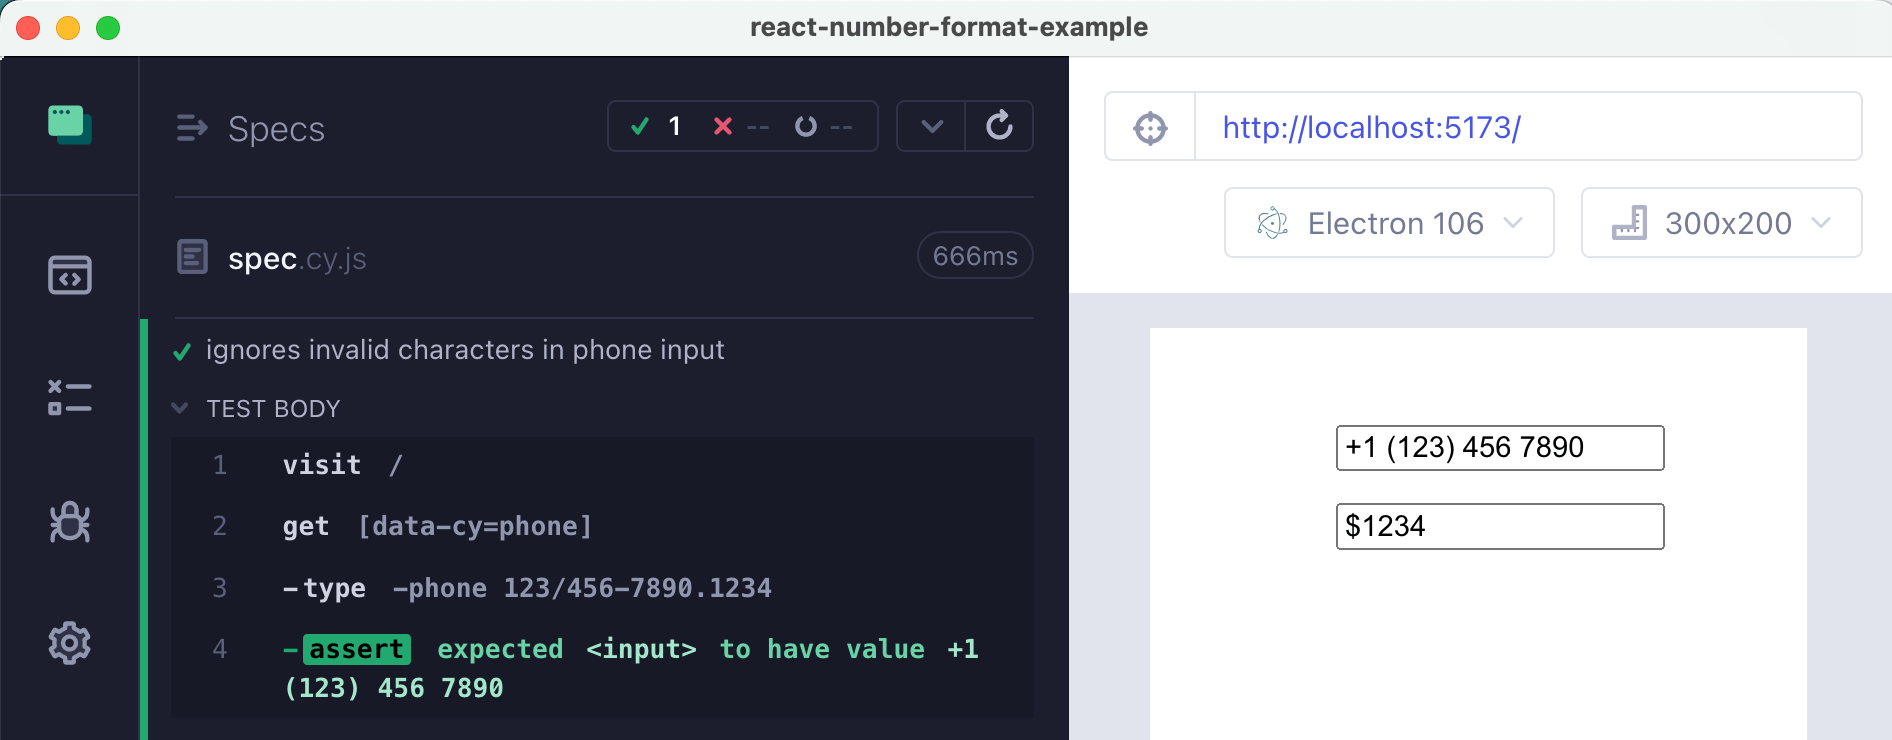 react-number-format-example
Specs
1 -- --
http://localhost:5173/
Electron 106
300x200
spec.cy.js
666ms
ignores invalid characters in phone input
TEST BODY
1 visit /
2 get [data-cy=phone]
3 -type -phone 123/456-7890.1234
4 -assert expected <input> to have value +1
(123) 456 7890
+1 (123) 456 7890
$1234